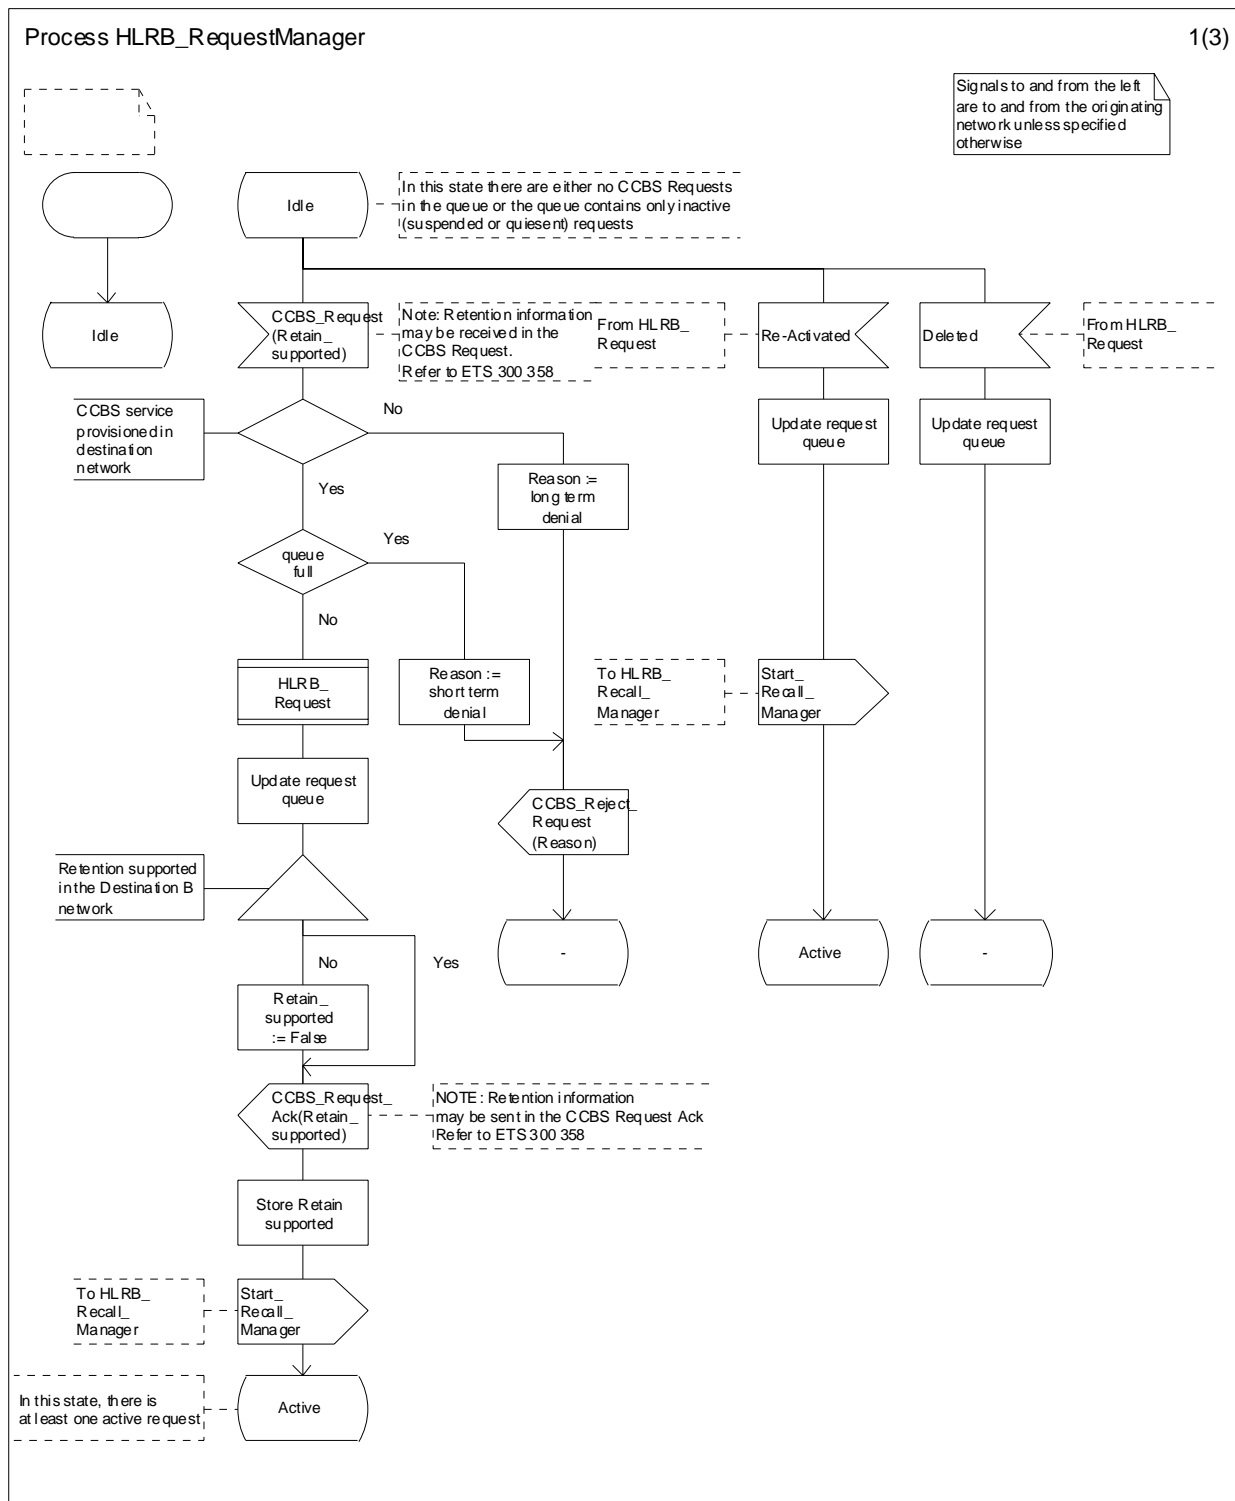 Process HLRB_RequestManager
1(3)
Signals to and from the left
are to and from the originating
network unless specified
otherwise
Idle
In this state there are either no CCBS Requests
in the queue or the queue contains only inactive
(suspended or quiesent) requests
Idle
CCBS_Request
(Retain_
supported)
Note: Retention information
may be received in the
CCBS Request.
Refer to ETS 300 358
From HLRB_
Request
Re-Activated
Deleted
From HLRB_
Request
CCBS service
provisioned in
destination
network
No
Yes
Reason :=
long term
denial
Update request
queue
Update request
queue
queue
full
Yes
No
HLRB_
Request
Reason :=
short term
denial
To HLRB_
Recall_
Manager
Start_
Recall_
Manager
Update request
queue
CCBS_Reject_
Request
(Reason)
Retention supported
in the Destination B
network
No
Yes
-
Active
-
Retain_
supported
:= False
CCBS_Request_
Ack(Retain_
supported)
NOTE: Retention information
may be sent in the CCBS Request Ack
Refer to ETS 300 358
Store Retain
supported
To HLRB_
Recall_
Manager
Start_
Recall_
Manager
In this state, there is
at least one active request
Active